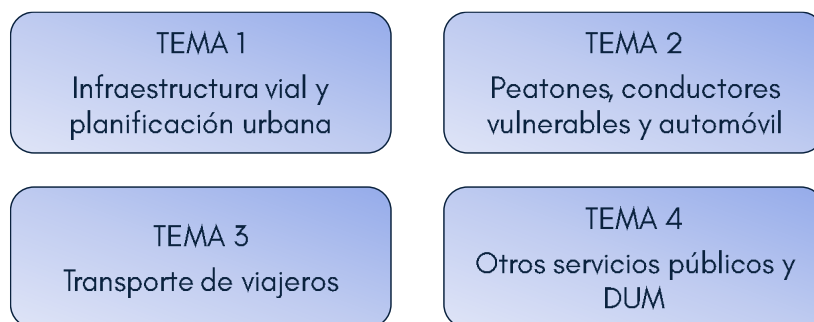 TEMA 1
Infraestructura vial y
planificación urbana
TEMA 2
Peatones, conductores
vulnerables y automóvil
TEMA 3
Transporte de viajeros
TEMA 4
Otros servicios públicos y
DUM